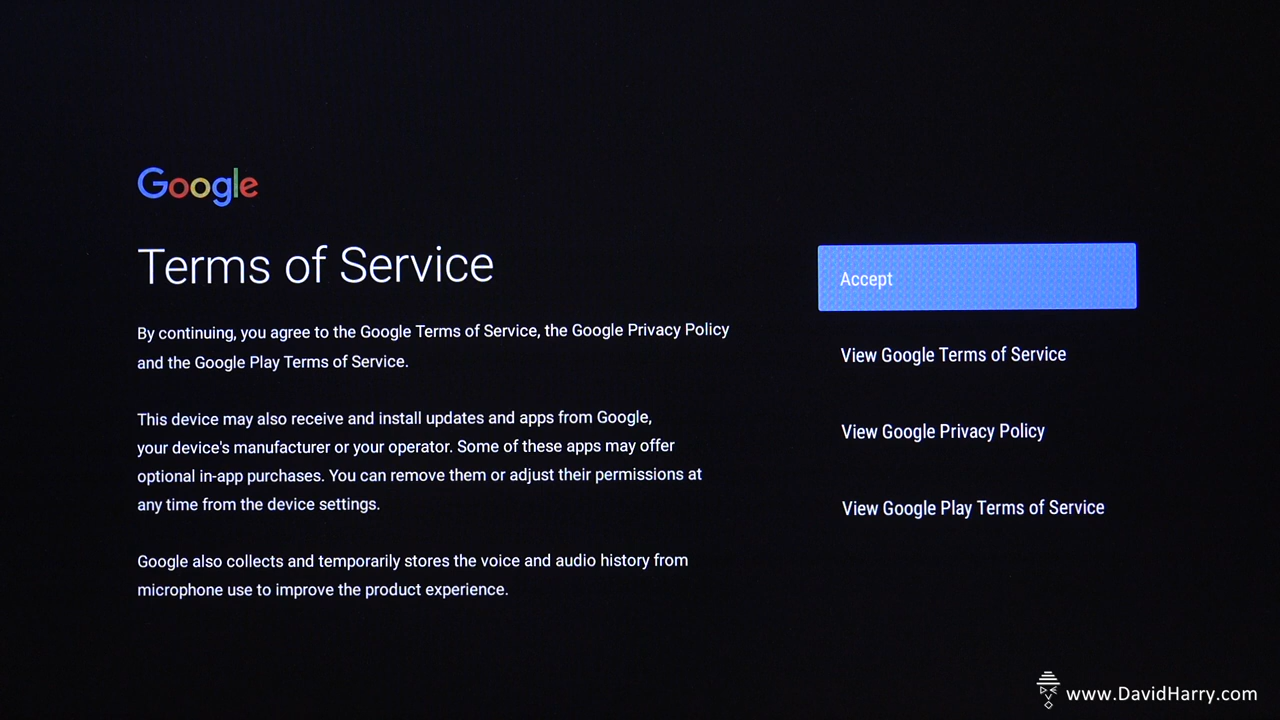 Google
Terms of Service
By continuing, you agree to the Google Terms of Service, the Google Privacy Policy
and the Google Play Terms of Service.
This device may also receive and install updates and apps from Google,
your device's manufacturer or your operator. Some of these apps may offer
optional in-app purchases. You can remove them or adjust their permissions at
any time from the device settings.
Google also collects and temporarily stores the voice and audio history from
microphone use to improve the product experience.
Accept
View Google Terms of Service
View Google Privacy Policy
View Google Play Terms of Service
www.DavidHarry.com